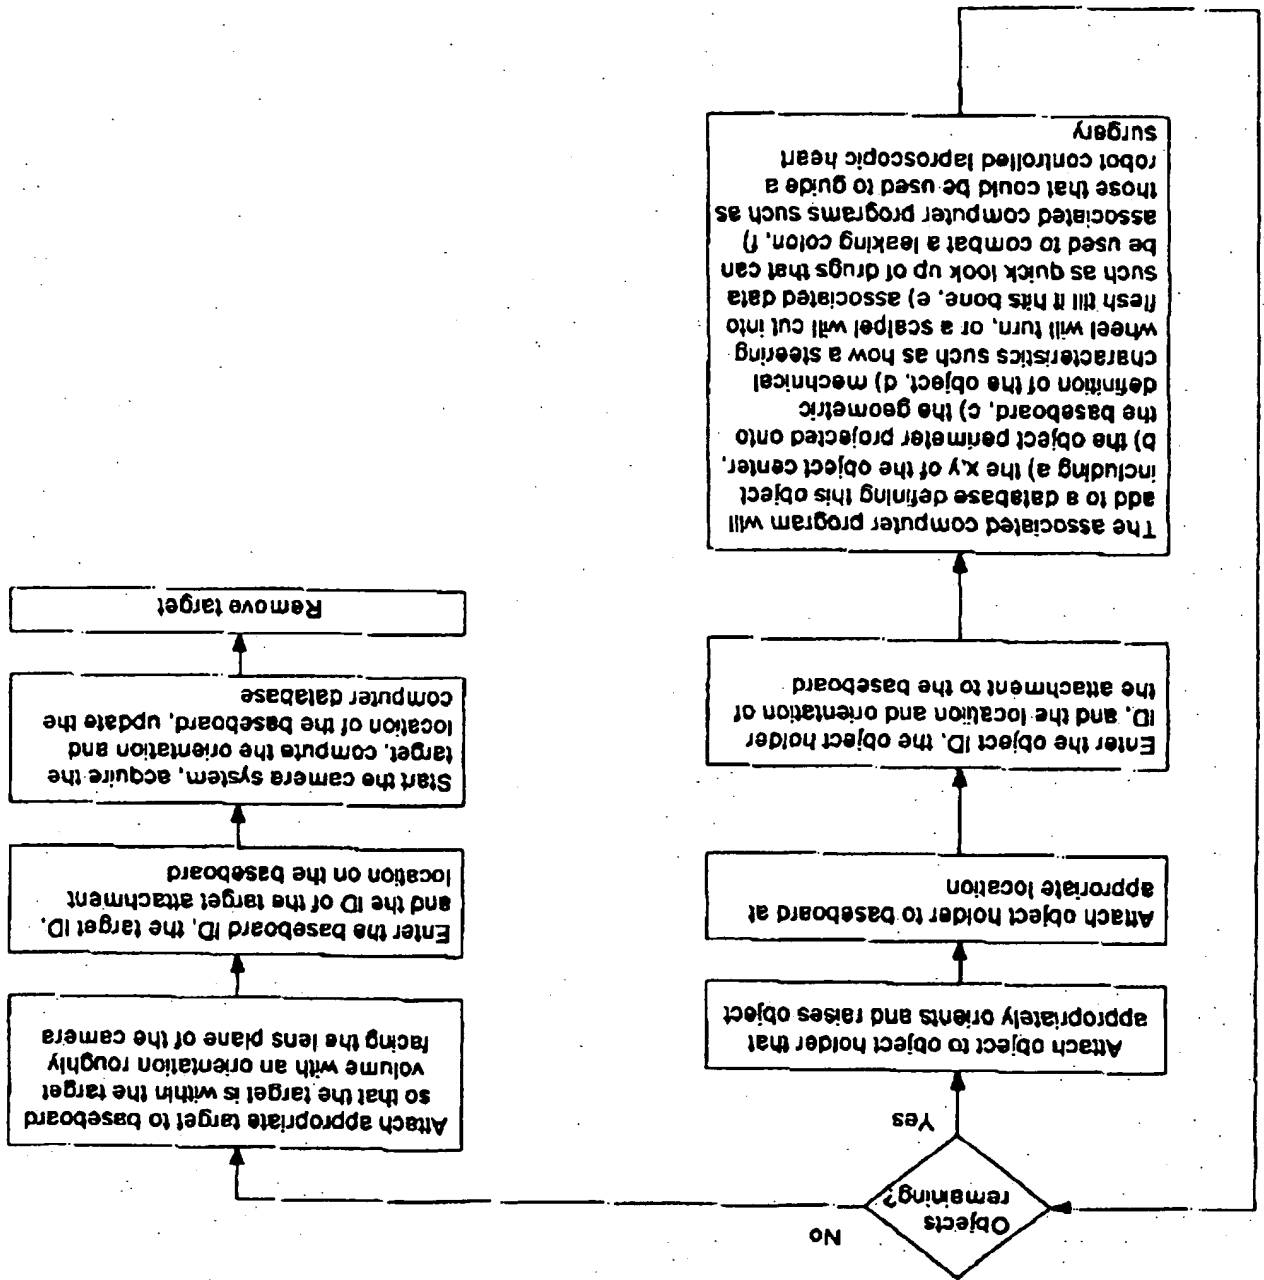 Objects
remaining?
No
Yes
Attach object to object holder that
appropriately orients and raises object
Attach object holder to baseboard at
approriate location
Enter the object ID, the object holder
ID, and the locatiion and orientation of
the attachment to the baseboard
The associated computer program will
add to a database defining this object
including a) the x,y of the object center,
b) the object perimeter projected onto
the baseboard, c) the geometric
definition of the object, d) mechnical
characteristics such as how a steering
wheel will turn, or a scalpel will cut into
flesh till it hits bone, e) associated data
such as quick look up of drugs that can
be used to combat a leaking colon, f)
associated computer programs such as
those that could be used to guide a
robot controlled laproscopic heart
surgery
Attach appropriate target to baseboard
so that the target is within the target
volume with an orientation roughly
facing the lens plane of the camera
Enter the baseboard ID, the target ID,
and the ID of the target attachment
location on the baseboard
Start the camera system, acquire the
target, compute the orientation and
location of the baseboard, update the
computer database
Remove target